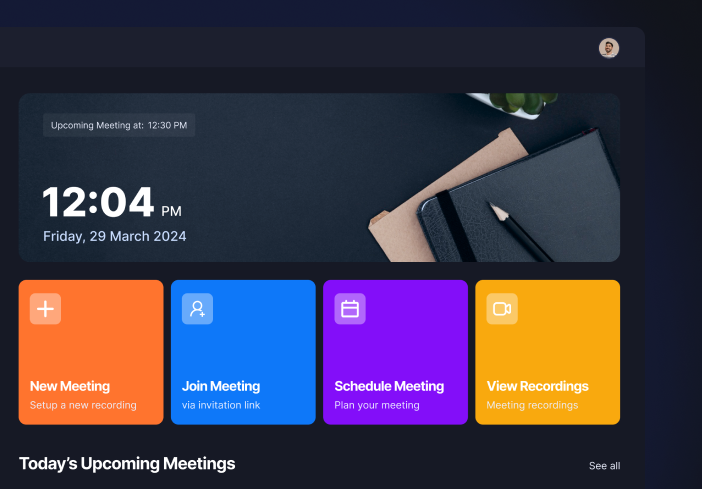 Upcoming Meeting at: 12:30 PM
12:04 PM
Friday, 29 March 2024
New Meeting
Setup a new recording
Join Meeting
via invitation link
Schedule Meeting
Plan your meeting
View Recordings
Meeting recordings
Today's Upcoming Meetings
See all